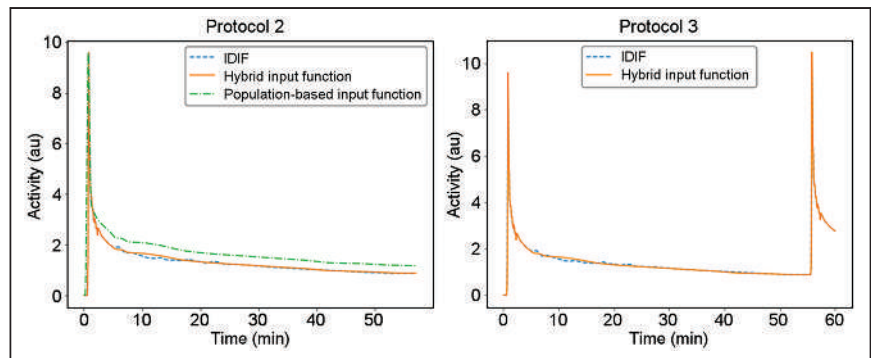 Protocol 2
10
8
6
4
2
0
Activity (au)
0 10 20 30 40 50
Time (min)
IDIF
Hybrid input function
Population-based input function
Protocol 3
10
8
6
4
2
0
Activity (au)
0 10 20 30 40 50 60
Time (min)
IDIF
Hybrid input function